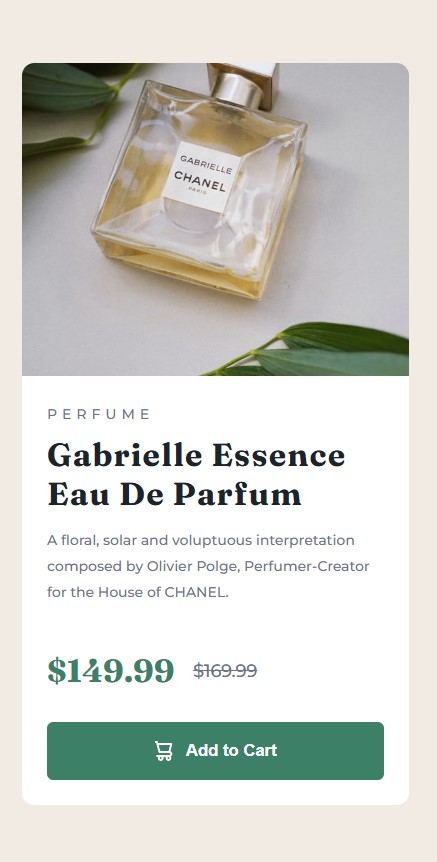 GABRIELLE
CHANEL
PARIS
PERFUME
Gabrielle Essence
Eau De Parfum
A floral, solar and voluptuous interpretation
composed by Olivier Polge, Perfumer-Creator
for the House of CHANEL.
$149.99 $169.99
Add to Cart